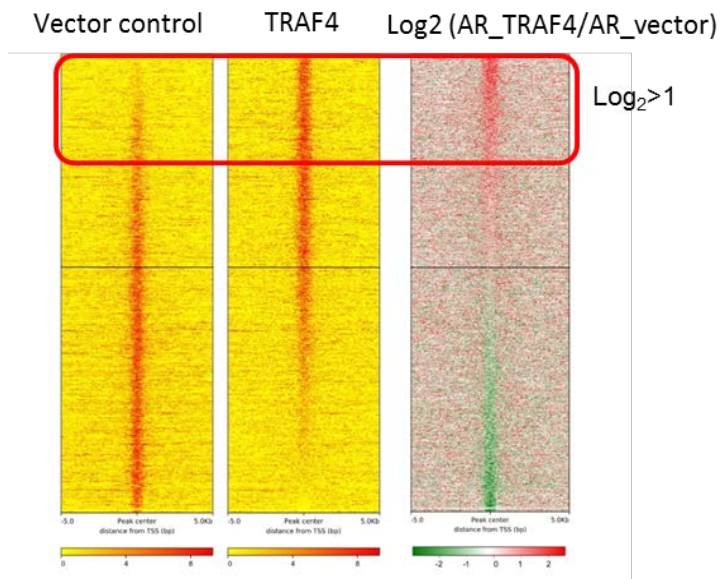 Vector control TRAF4 Log2 (AR_TRAF4/AR_vector)
Log₂>1
-5.0 Peak center 5.0Kb -5.0 Peak center 5.0Kb -5.0 Peak center 5.0Kb
distance from TSS (bp) distance from TSS (bp) distance from TSS (bp)
0 4 8 0 4 8 -2 -1 0 1 2